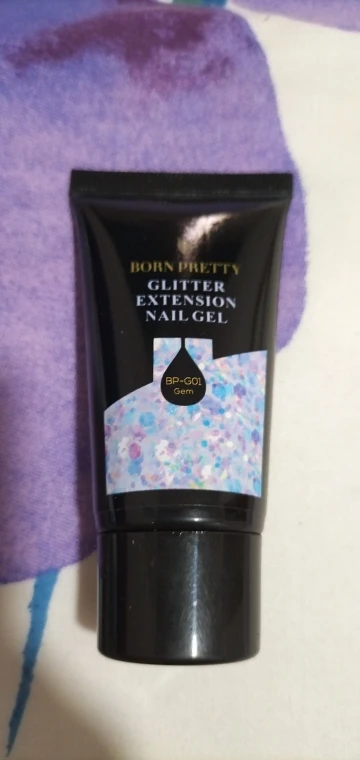 BORN PRETTY
GLITTER
EXTENSION
NAIL GEL
BP-G01
Gem